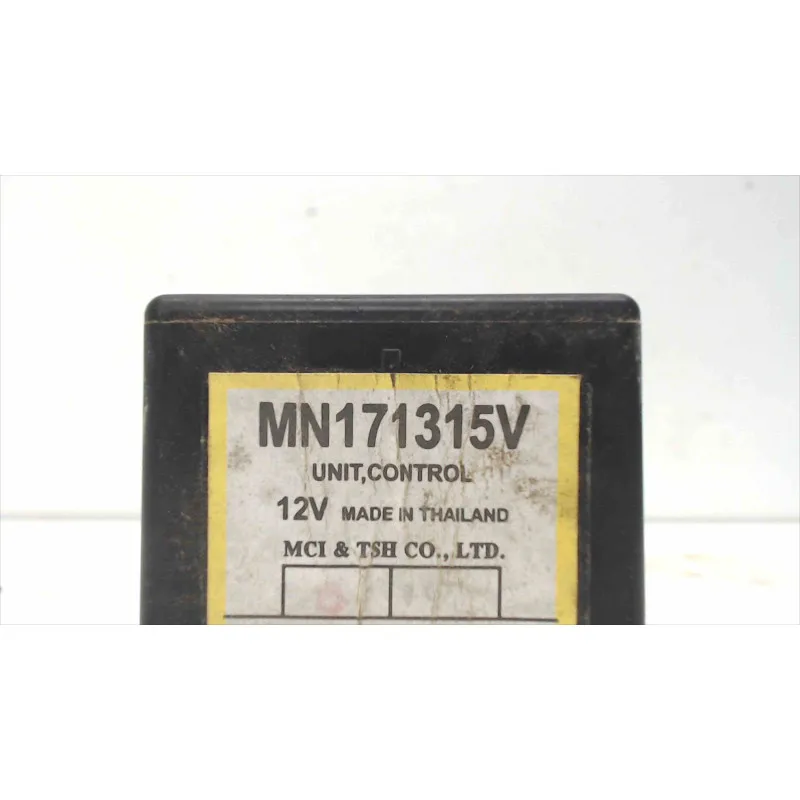 MN171315V
UNIT,CONTROL
12V MADE IN THAILAND
MCI & TSH CO., LTD.